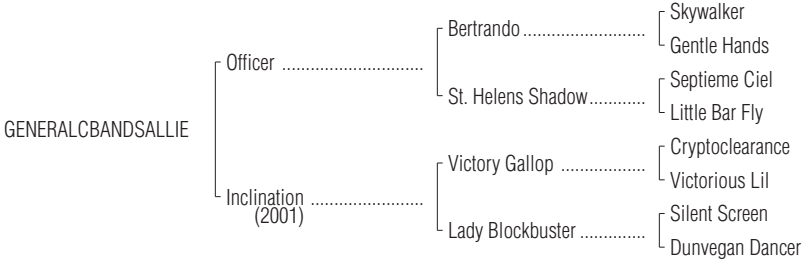 Skywalker
Bertrando ............................
Gentle Hands
Officer ................................
Septieme Ciel
St. Helens Shadow.............
Little Bar Fly
GENERALCBANDSALLIE
Cryptoclearance
Victory Gallop ...................
Victorious Lil
Inclination ..........................
(2001)
Silent Screen
Lady Blockbuster ...............
Dunvegan Dancer